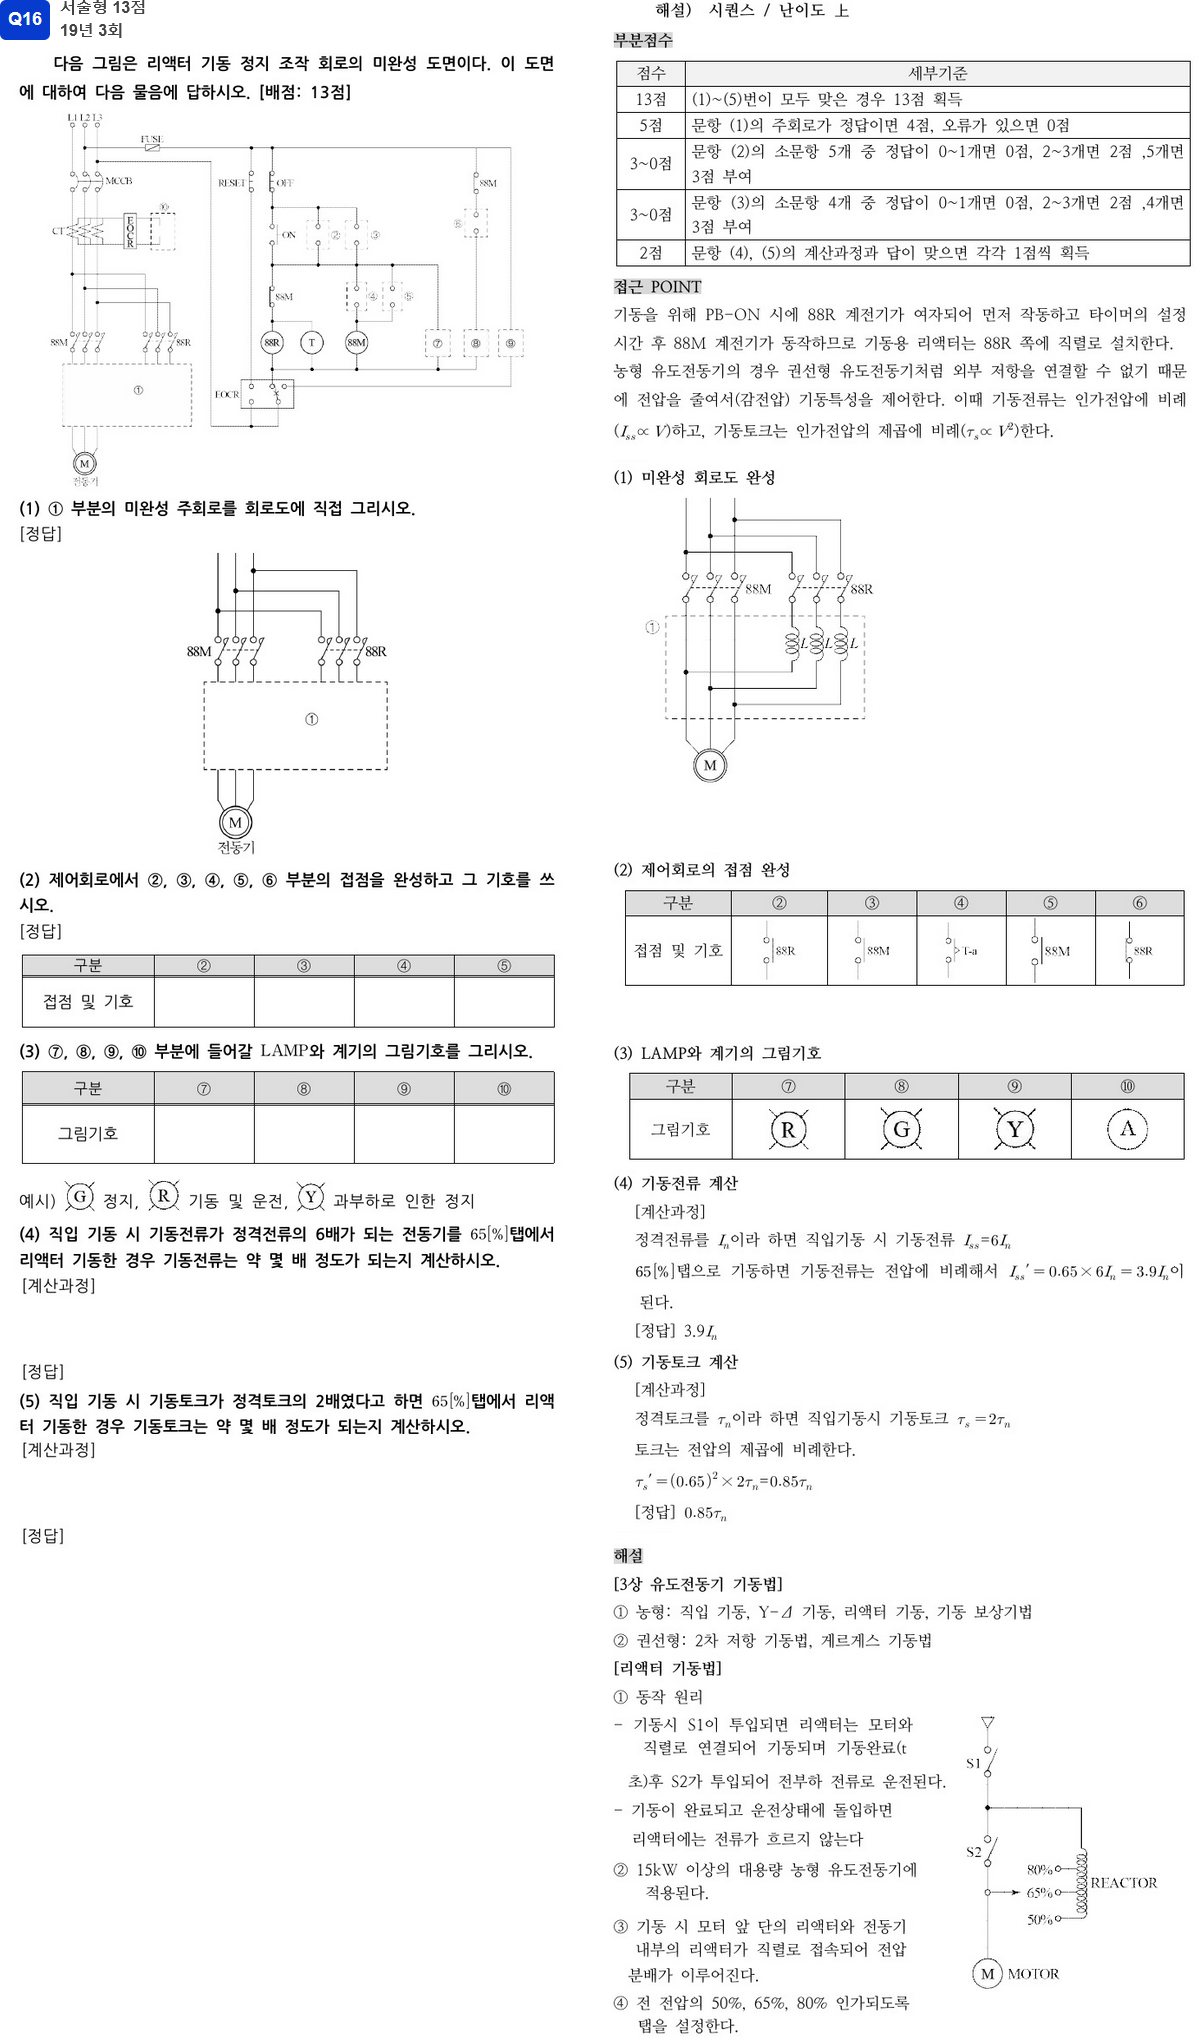 Q16
서술형 13점
19년 3회
다음 그림은 리액터 기동 정지 조작 회로의 미완성 도면이다. 이 도면
에 대하여 다음 물음에 답하시오. [배점: 13점]
L1 L2 L3
FUSE
MCCB
RESET
OFF
88M
⑩
CT
EOCR
ON
②
③
⑥
88M
④
⑤
88M
88R
88R
T
88M
⑦
⑧
⑨
①
EOCR
M
전동기
(1) ① 부분의 미완성 주회로를 회로도에 직접 그리시오.
[정답]
88M
88R
①
M
전동기
(2) 제어회로에서 ②, ③, ④, ⑤, ⑥ 부분의 접점을 완성하고 그 기호를 쓰
시오.
[정답]
구분 ② ③ ④ ⑤
접점 및 기호
(3) ⑦, ⑧, ⑨, ⑩ 부분에 들어갈 LAMP와 계기의 그림기호를 그리시오.
구분 ⑦ ⑧ ⑨ ⑩
그림기호
예시) G 정지, R 기동 및 운전, Y 과부하로 인한 정지
(4) 직입 기동 시 기동전류가 정격전류의 6배가 되는 전동기를 65[%]탭에서
리액터 기동한 경우 기동전류는 약 몇 배 정도가 되는지 계산하시오.
[계산과정]
[정답]
(5) 직입 기동 시 기동토크가 정격토크의 2배였다고 하면 65[%]탭에서 리액
터 기동한 경우 기동토크는 약 몇 배 정도가 되는지 계산하시오.
[계산과정]
[정답]
해설) 시퀀스 / 난이도 上
부분점수
점수 세부기준
13점 (1)~(5)번이 모두 맞은 경우 13점 획득
5점 문항 (1)의 주회로가 정답이면 4점, 오류가 있으면 0점
3~0점 문항 (2)의 소문항 5개 중 정답이 0~1개면 0점, 2~3개면 2점 ,5개면
3점 부여
3~0점 문항 (3)의 소문항 4개 중 정답이 0~1개면 0점, 2~3개면 2점 ,4개면
3점 부여
2점 문항 (4), (5)의 계산과정과 답이 맞으면 각각 1점씩 획득
접근 POINT
기동을 위해 PB-ON 시에 88R 계전기가 여자되어 먼저 작동하고 타이머의 설정
시간 후 88M 계전기가 동작하므로 기동용 리액터는 88R 쪽에 직렬로 설치한다.
농형 유도전동기의 경우 권선형 유도전동기처럼 외부 저항을 연결할 수 없기 때문
에 전압을 줄여서(감전압) 기동특성을 제어한다. 이때 기동전류는 인가전압에 비례
(Iss∝ V)하고, 기동토크는 인가전압의 제곱에 비례(τs∝ V²)한다.
(1) 미완성 회로도 완성
88M
88R
①
L L L
M
(2) 제어회로의 접점 완성
구분 ② ③ ④ ⑤ ⑥
접점 및 기호 88R 88M T-a 88M 88R
(3) LAMP와 계기의 그림기호
구분 ⑦ ⑧ ⑨ ⑩
그림기호 R G Y A
(4) 기동전류 계산
[계산과정]
정격전류를 In이라 하면 직입기동 시 기동전류 Iss=6In
65[%]탭으로 기동하면 기동전류는 전압에 비례해서 Iss′ = 0.65 × 6In = 3.9In이
된다.
[정답] 3.9In
(5) 기동토크 계산
[계산과정]
정격토크를 τn이라 하면 직입기동시 기동토크 τs = 2τn
토크는 전압의 제곱에 비례한다.
τs′ = (0.65)² × 2τn=0.85τn
[정답] 0.85τn
해설
[3상 유도전동기 기동법]
① 농형: 직입 기동, Y-Δ 기동, 리액터 기동, 기동 보상기법
② 권선형: 2차 저항 기동법, 게르게스 기동법
[리액터 기동법]
① 동작 원리
- 기동시 S1이 투입되면 리액터는 모터와
직렬로 연결되어 기동되며 기동완료(t
초)후 S2가 투입되어 전부하 전류로 운전된다.
- 기동이 완료되고 운전상태에 돌입하면
리액터에는 전류가 흐르지 않는다
② 15kW 이상의 대용량 농형 유도전동기에
적용된다.
③ 기동 시 모터 앞 단의 리액터와 전동기
내부의 리액터가 직렬로 접속되어 전압
분배가 이루어진다.
④ 전 전압의 50%, 65%, 80% 인가되도록
탭을 설정한다.
S1
S2
80%
65%
50%
REACTOR
M MOTOR